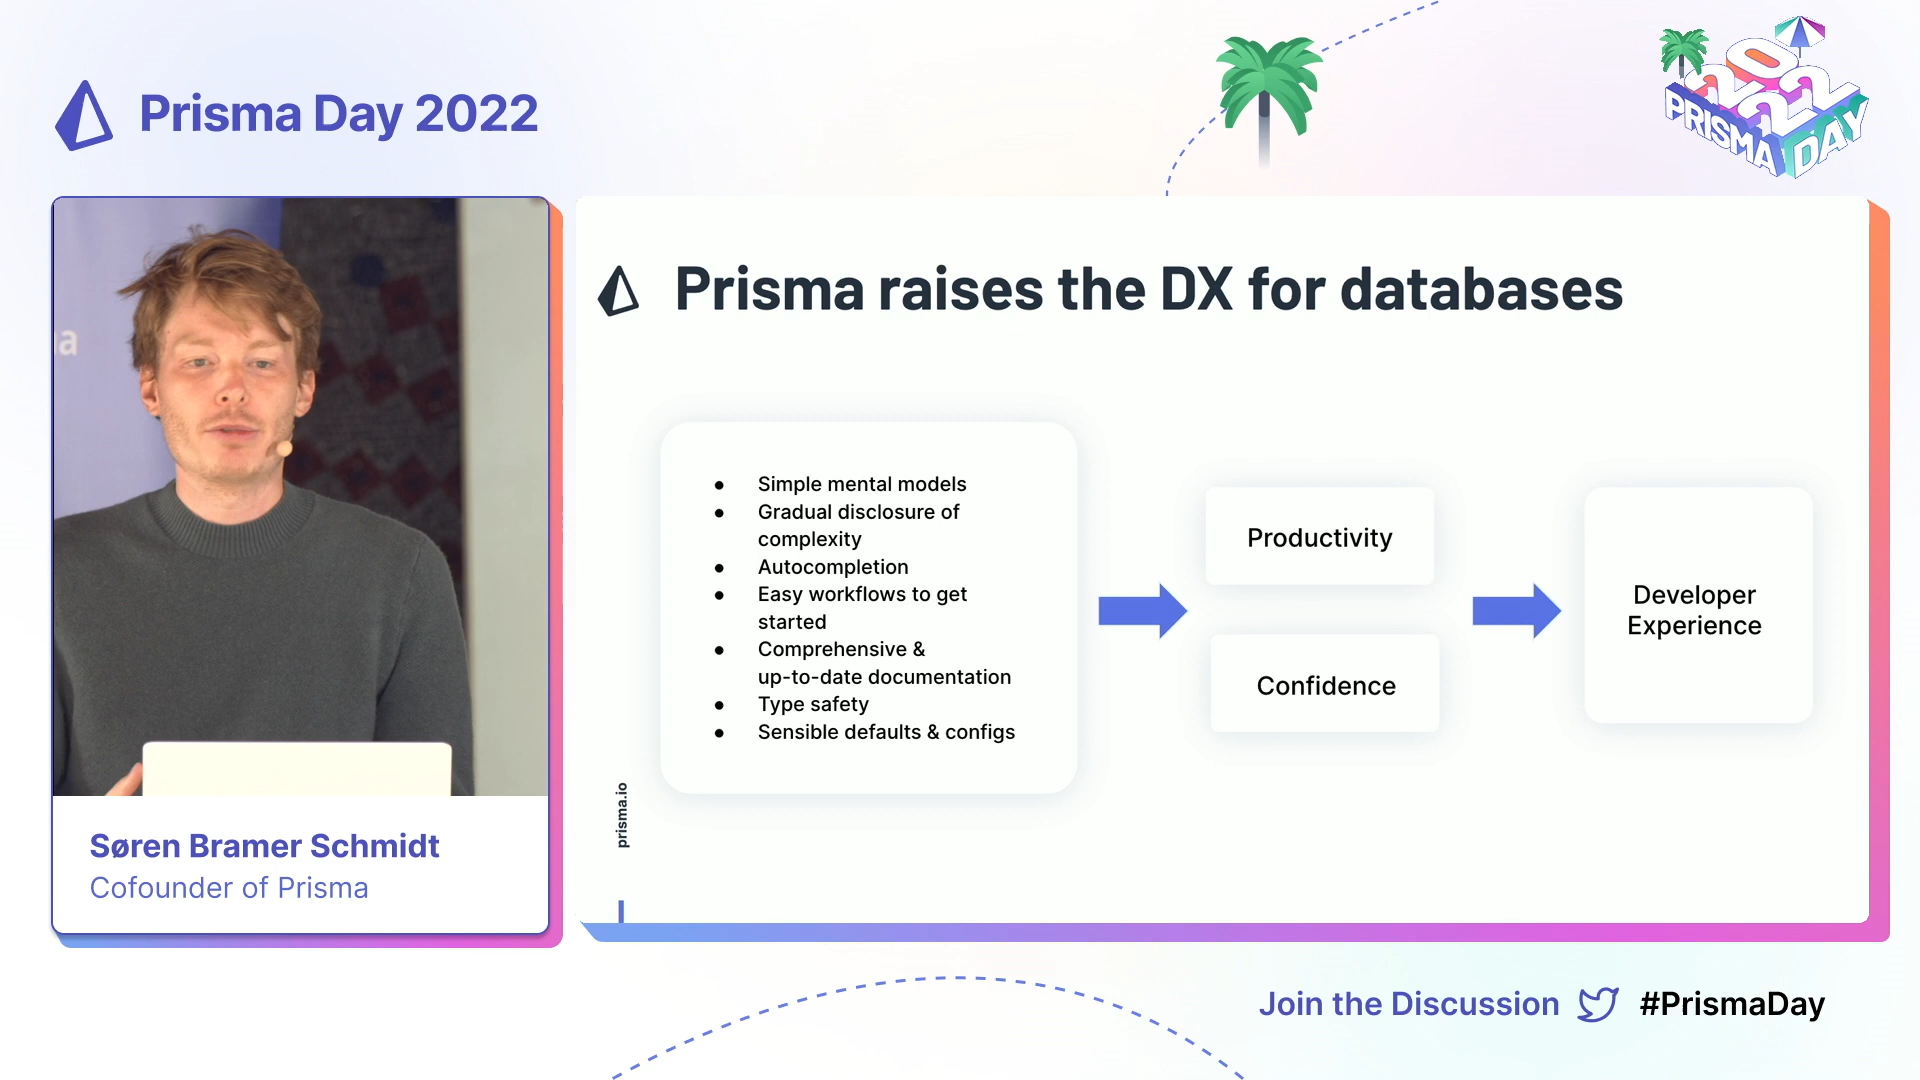 Prisma Day 2022
2022
PRISMA DAY
a
Søren Bramer Schmidt
Cofounder of Prisma
Prisma raises the DX for databases
● Simple mental models
● Gradual disclosure of
complexity
● Autocompletion
● Easy workflows to get
started
● Comprehensive &
up-to-date documentation
● Type safety
● Sensible defaults & configs
Productivity
Confidence
Developer
Experience
prisma.io
Join the Discussion #PrismaDay